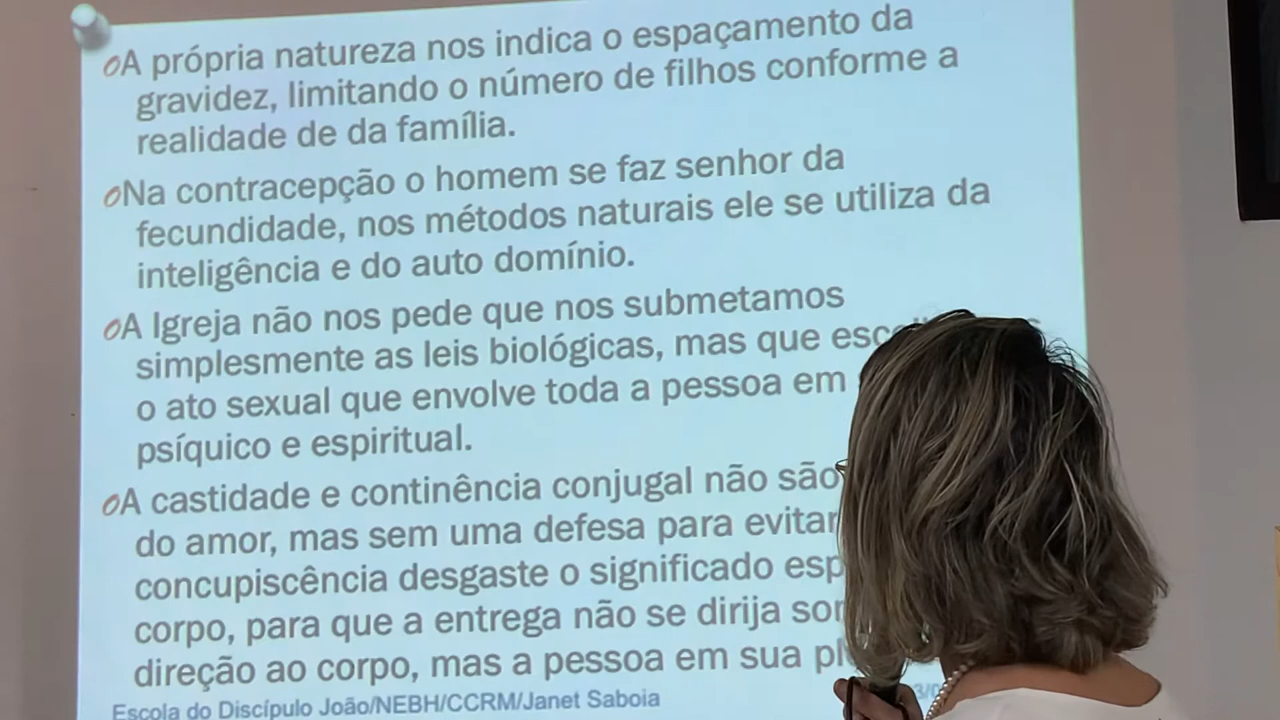 A própria natureza nos indica o espaçamento da
gravidez, limitando o número de filhos conforme a
realidade de da família.
Na contracepção o homem se faz senhor da
fecundidade, nos métodos naturais ele se utiliza da
inteligência e do auto domínio.
A Igreja não nos pede que nos submetamos
simplesmente as leis biológicas, mas que
o ato sexual que envolve toda a pessoa em
psíquico e espiritual.
A castidade e continência conjugal não são
do amor, mas sem uma defesa para evitar
concupiscência desgaste o significado
corpo, para que a entrega não se dirija
direção ao corpo, mas a pessoa em sua
Escola do Discípulo João/NEBH/CCRM/Janet Saboia